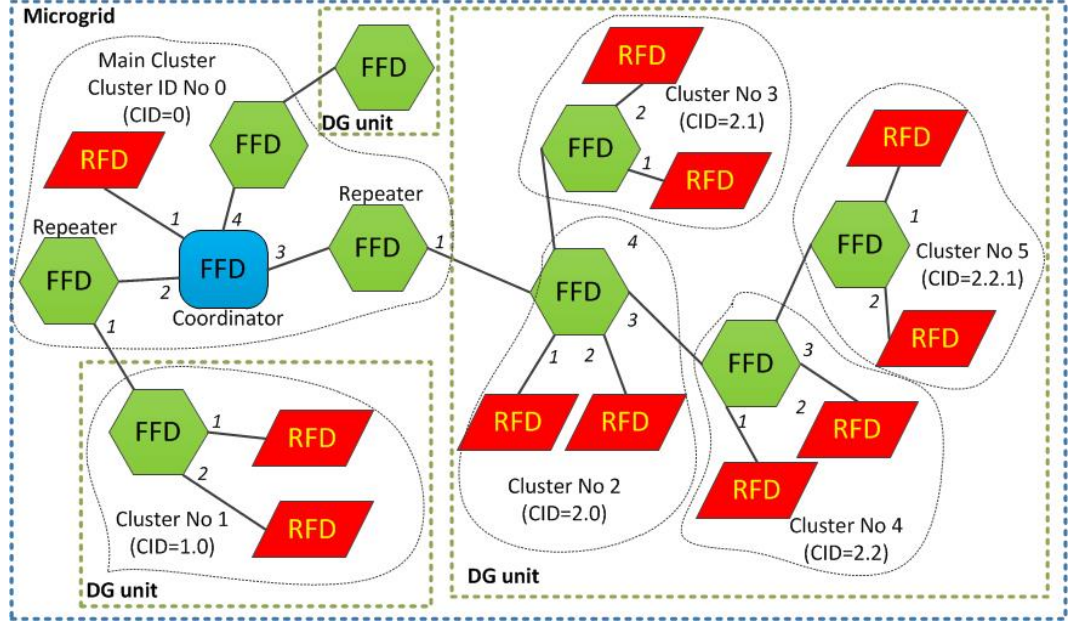 Microgrid
Main Cluster
Cluster ID No 0
(CID=0)
RFD
FFD
FFD
DG unit
Repeater
FFD
1
4
2
FFD
Coordinator
3
Repeater
FFD
1
1
FFD
1
RFD
2
RFD
Cluster No 1
(CID=1.0)
DG unit
RFD
2
Cluster No 3
(CID=2.1)
FFD
1
RFD
4
FFD
3
1
2
RFD
RFD
Cluster No 2
(CID=2.0)
DG unit
RFD
FFD
1
Cluster No 5
(CID=2.2.1)
2
RFD
FFD
3
2
1
RFD
RFD
Cluster No 4
(CID=2.2)